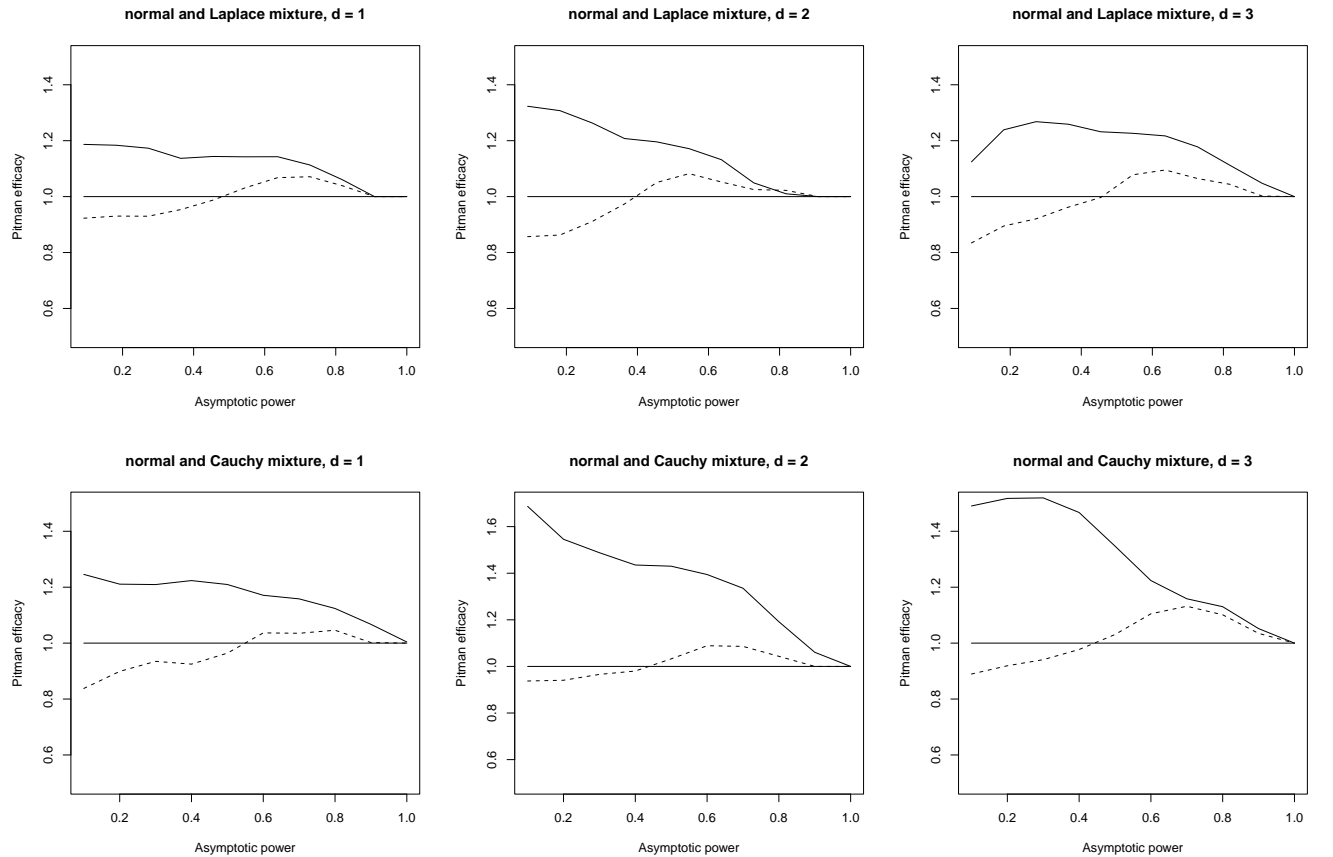 normal and Laplace mixture, d = 1
Pitman efficacy
0.6 0.8 1.0 1.2 1.4
0.2 0.4 0.6 0.8 1.0
Asymptotic power
normal and Laplace mixture, d = 2
Pitman efficacy
0.6 0.8 1.0 1.2 1.4
0.2 0.4 0.6 0.8 1.0
Asymptotic power
normal and Laplace mixture, d = 3
Pitman efficacy
0.6 0.8 1.0 1.2 1.4
0.2 0.4 0.6 0.8 1.0
Asymptotic power
normal and Cauchy mixture, d = 1
Pitman efficacy
0.6 0.8 1.0 1.2 1.4
0.2 0.4 0.6 0.8 1.0
Asymptotic power
normal and Cauchy mixture, d = 2
Pitman efficacy
0.6 0.8 1.0 1.2 1.4 1.6
0.2 0.4 0.6 0.8 1.0
Asymptotic power
normal and Cauchy mixture, d = 3
Pitman efficacy
0.6 0.8 1.0 1.2 1.4
0.2 0.4 0.6 0.8 1.0
Asymptotic power